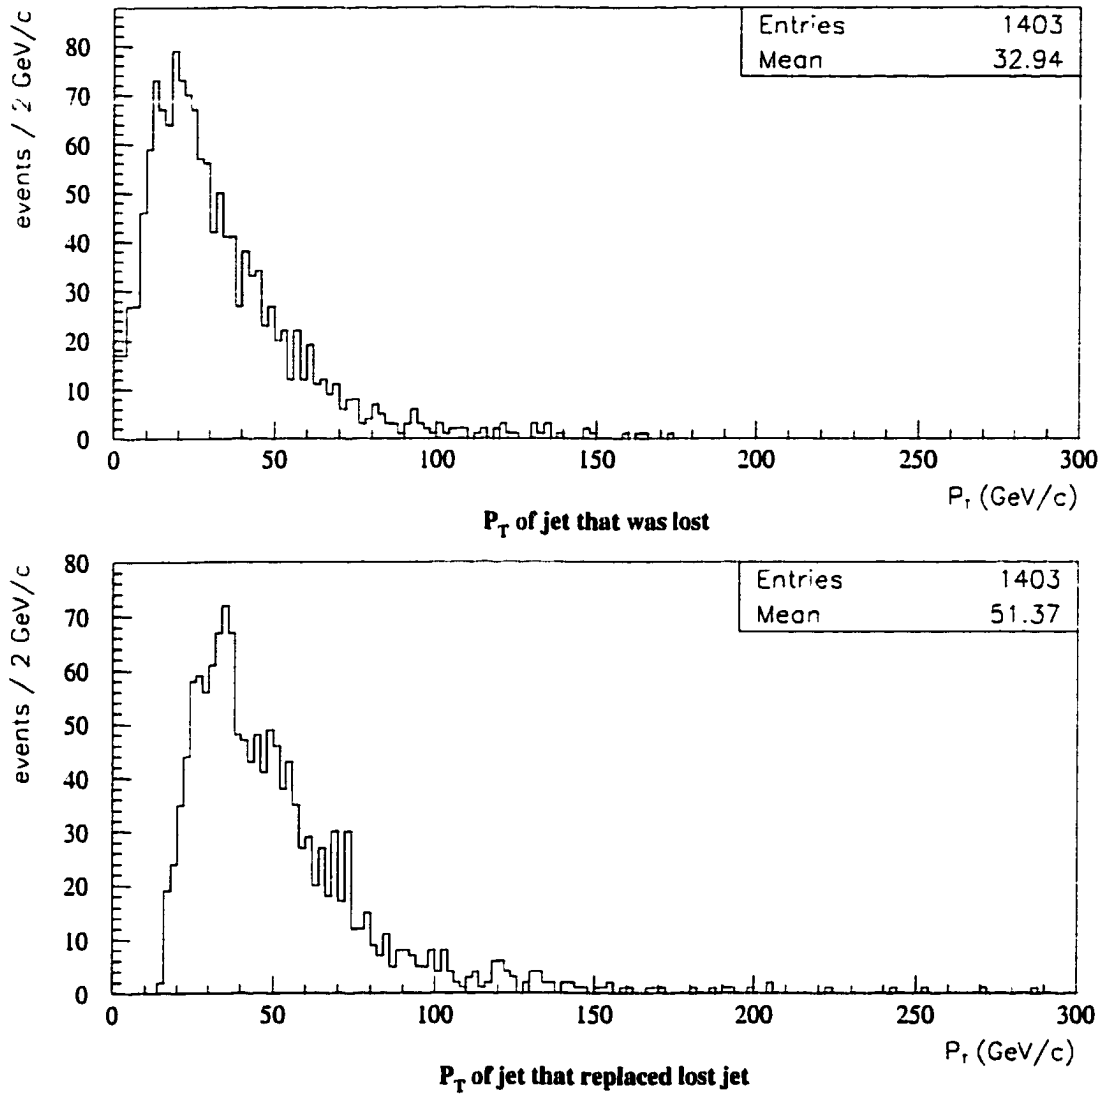 events / 2 GeV/c
80
70
60
50
40
30
20
10
0
Entries 1403
Mean 32.94
0 50 100 150 200 250 300
P_T (GeV/c)
P_T of jet that was lost
events / 2 GeV/c
80
70
60
50
40
30
20
10
0
Entries 1403
Mean 51.37
0 50 100 150 200 250 300
P_T (GeV/c)
P_T of jet that replaced lost jet